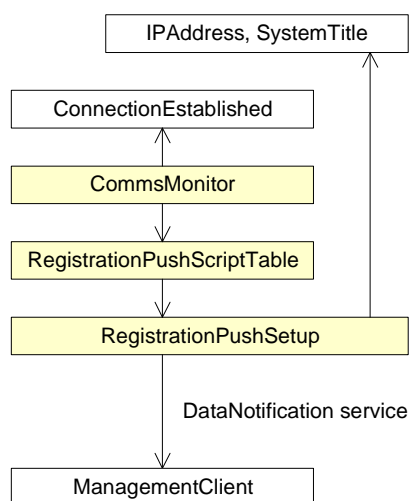 IPAddress, SystemTitle
ConnectionEstablished
CommsMonitor
RegistrationPushScriptTable
RegistrationPushSetup
DataNotification service
ManagementClient